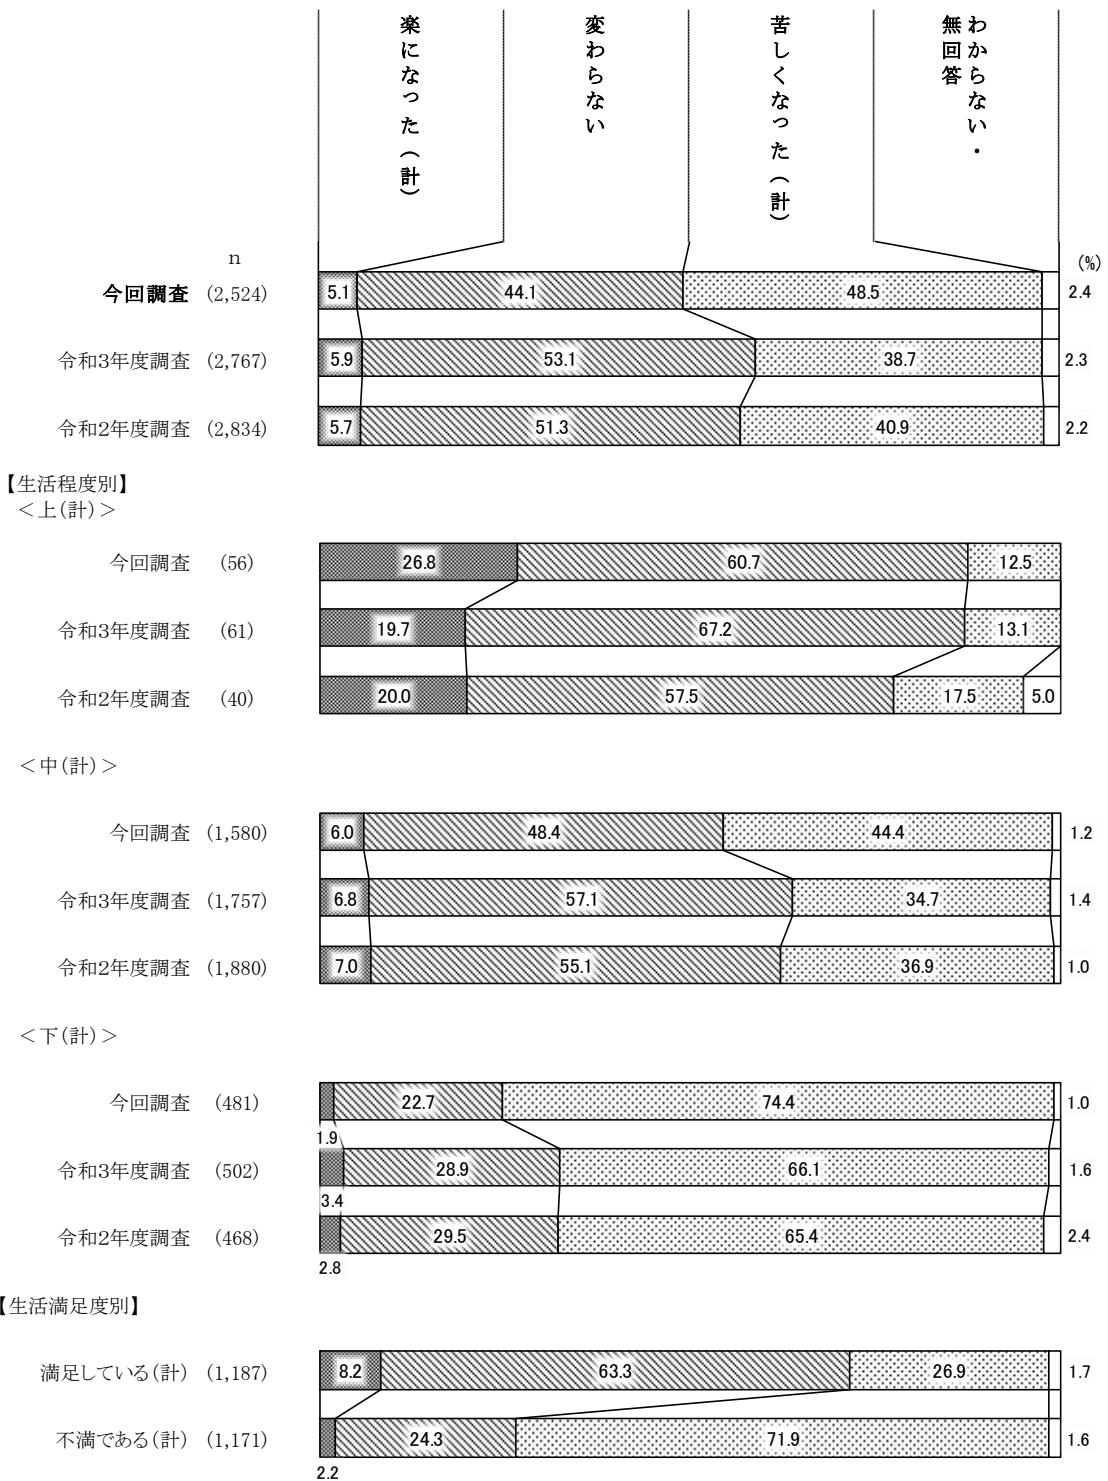 楽になった(計)
変わらない
苦しくなった(計)
わからない・
無回答
n
(%)
今回調査 (2,524) 5.1 44.1 48.5 2.4
令和3年度調査 (2,767) 5.9 53.1 38.7 2.3
令和2年度調査 (2,834) 5.7 51.3 40.9 2.2
【生活程度別】
＜上(計)＞
今回調査 (56) 26.8 60.7 12.5
令和3年度調査 (61) 19.7 67.2 13.1
令和2年度調査 (40) 20.0 57.5 17.5 5.0
＜中(計)＞
今回調査 (1,580) 6.0 48.4 44.4 1.2
令和3年度調査 (1,757) 6.8 57.1 34.7 1.4
令和2年度調査 (1,880) 7.0 55.1 36.9 1.0
＜下(計)＞
今回調査 (481) 22.7 74.4 1.0
1.9
令和3年度調査 (502) 28.9 66.1 1.6
3.4
令和2年度調査 (468) 29.5 65.4 2.4
2.8
【生活満足度別】
満足している(計) (1,187) 8.2 63.3 26.9 1.7
不満である(計) (1,171) 24.3 71.9 1.6
2.2